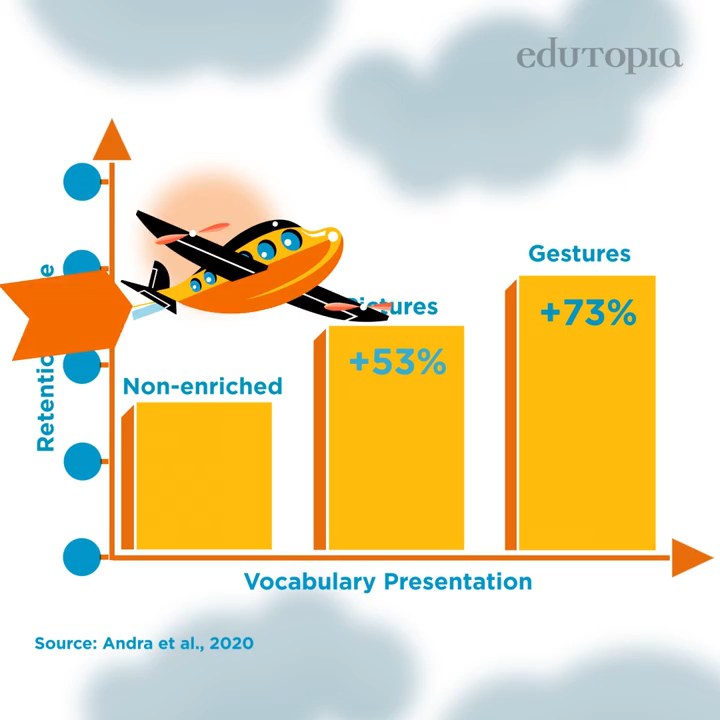 edUTOPIA
Gestures
+73%
+53%
Non-enriched
Vocabulary Presentation
Source: Andra et al., 2020